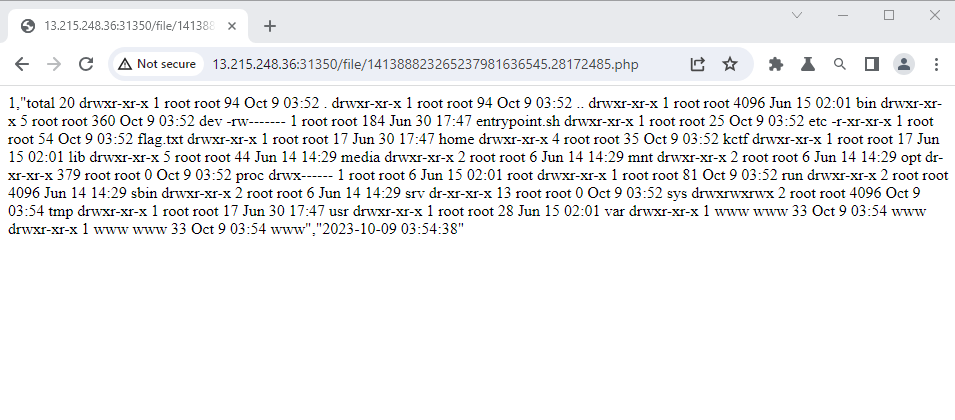 13.215.248.36:31350/file/141388
Not secure
13.215.248.36:31350/file/141388823265237981636545.28172485.php
1,"total 20 drwxr-xr-x 1 root root 94 Oct 9 03:52 . drwxr-xr-x 1 root root 94 Oct 9 03:52 .. drwxr-xr-x 1 root root 4096 Jun 15 02:01 bin drwxr-xr-
x 5 root root 360 Oct 9 03:52 dev -rw------- 1 root root 184 Jun 30 17:47 entrypoint.sh drwxr-xr-x 1 root root 25 Oct 9 03:52 etc -r-xr-xr-x 1 root
root 54 Oct 9 03:52 flag.txt drwxr-xr-x 1 root root 17 Jun 30 17:47 home drwxr-xr-x 4 root root 35 Oct 9 03:52 kctf drwxr-xr-x 1 root root 17 Jun
15 02:01 lib drwxr-xr-x 5 root root 44 Jun 14 14:29 media drwxr-xr-x 2 root root 6 Jun 14 14:29 mnt drwxr-xr-x 2 root root 6 Jun 14 14:29 opt dr-
xr-xr-x 379 root root 0 Oct 9 03:52 proc drwx------ 1 root root 6 Jun 15 02:01 root drwxr-xr-x 1 root root 81 Oct 9 03:52 run drwxr-xr-x 2 root root
4096 Jun 14 14:29 sbin drwxr-xr-x 2 root root 6 Jun 14 14:29 srv dr-xr-xr-x 13 root root 0 Oct 9 03:52 sys drwxrwxrwx 2 root root 4096 Oct 9
03:54 tmp drwxr-xr-x 1 root root 17 Jun 30 17:47 usr drwxr-xr-x 1 root root 28 Jun 15 02:01 var drwxr-xr-x 1 www www 33 Oct 9 03:54 www
drwxr-xr-x 1 www www 33 Oct 9 03:54 www","2023-10-09 03:54:38"